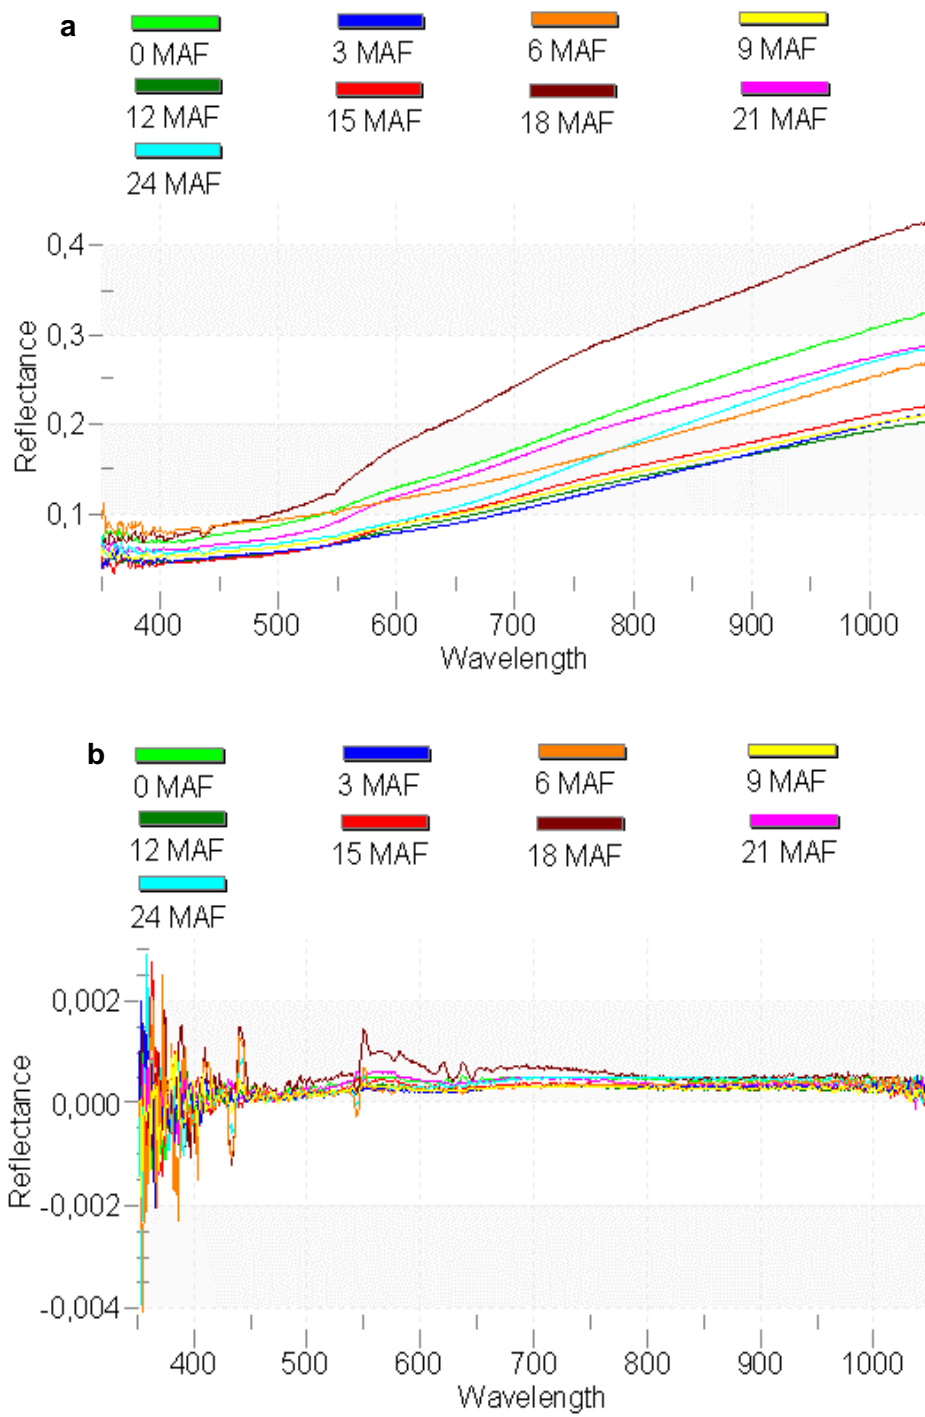 a
0 MAF 3 MAF 6 MAF 9 MAF
12 MAF 15 MAF 18 MAF 21 MAF
24 MAF
0,4
0,3
0,2
0,1
Reflectance
400 500 600 700 800 900 1000
Wavelength
b
0 MAF 3 MAF 6 MAF 9 MAF
12 MAF 15 MAF 18 MAF 21 MAF
24 MAF
0,002
0,000
-0,002
-0,004
Reflectance
400 500 600 700 800 900 1000
Wavelength